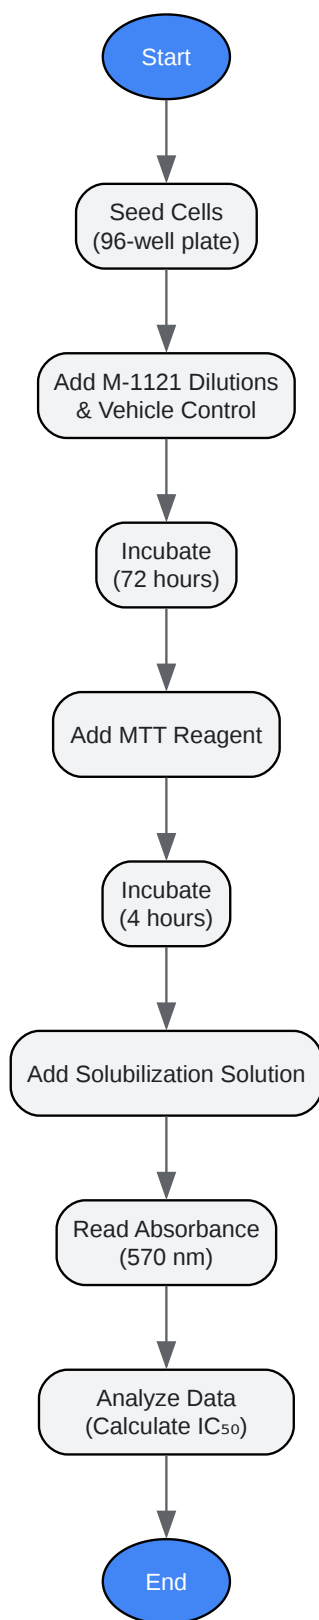 Start
Seed Cells
(96-well plate)
Add M-1121 Dilutions
& Vehicle Control
Incubate
(72 hours)
Add MTT Reagent
Incubate
(4 hours)
Add Solubilization Solution
Read Absorbance
(570 nm)
Analyze Data
(Calculate IC₅₀)
End